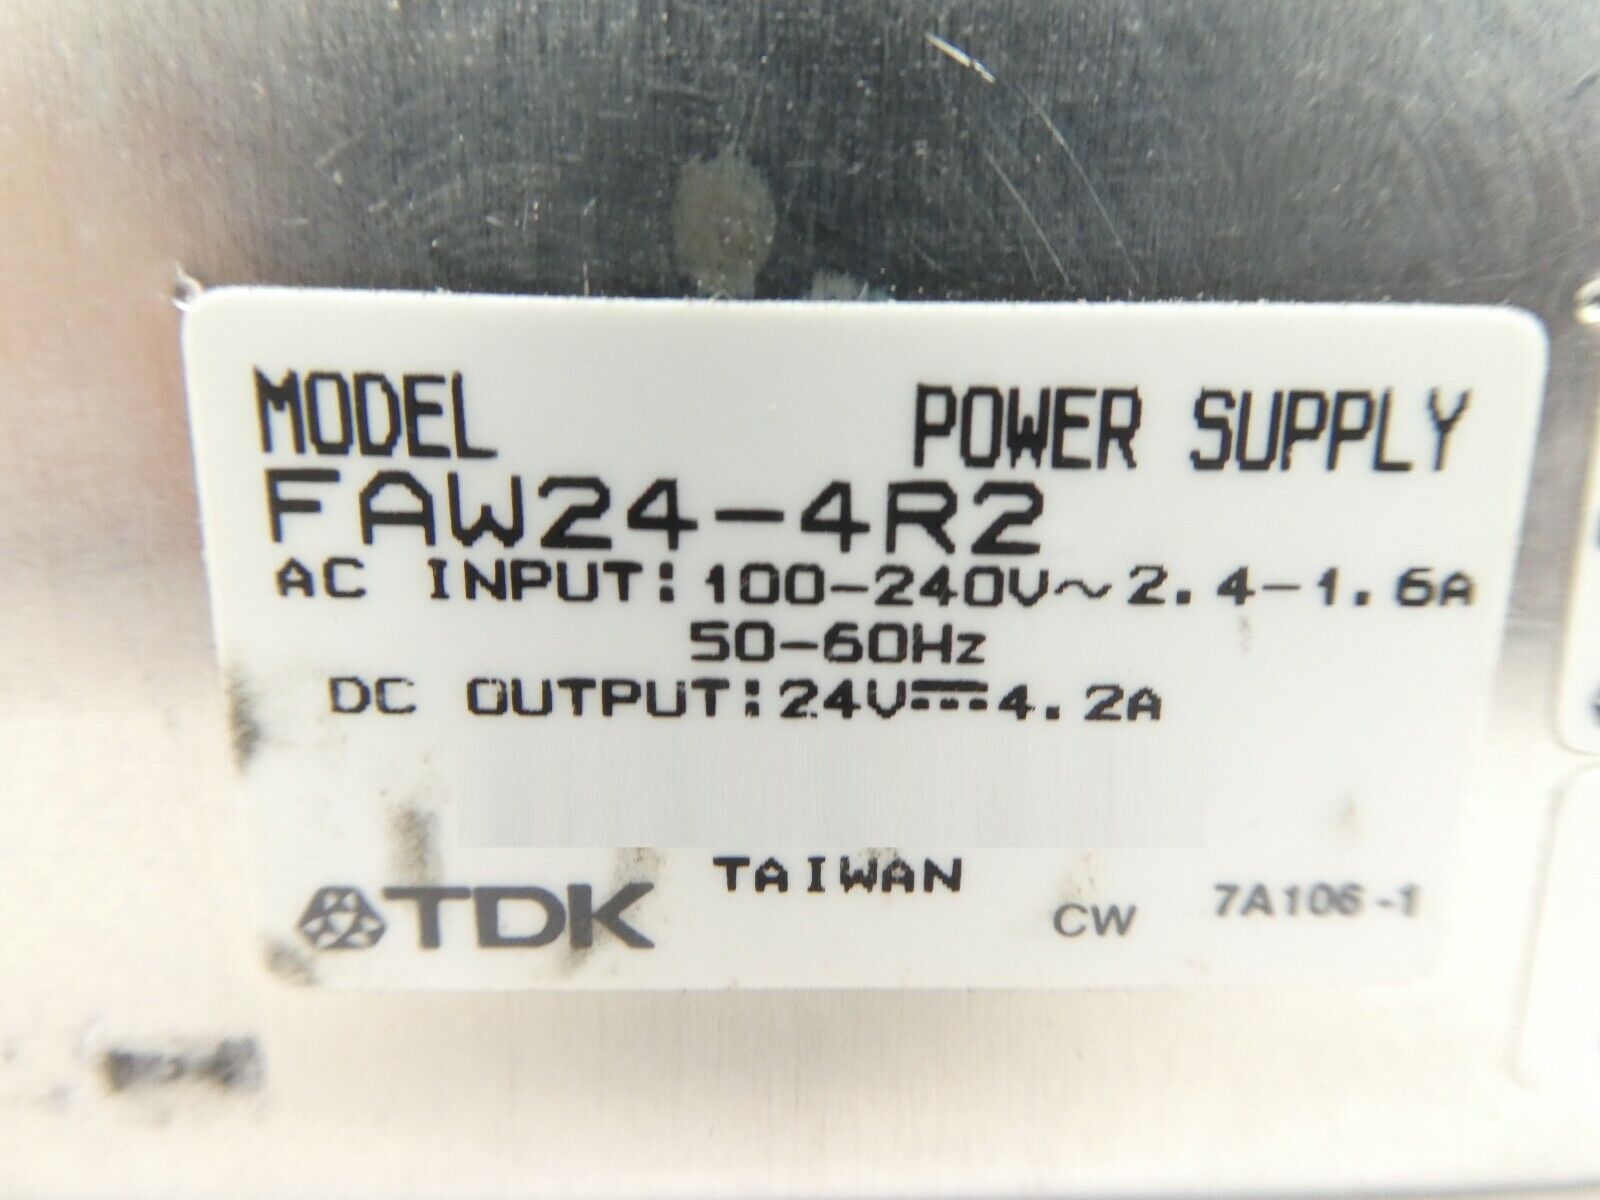 MODEL POWER SUPPLY
FAW24-4R2
AC INPUT: 100-240V~2.4-1.6A
50-60Hz
DC OUTPUT: 24V⎓4.2A
TAIWAN
TDK CW 7A106-1